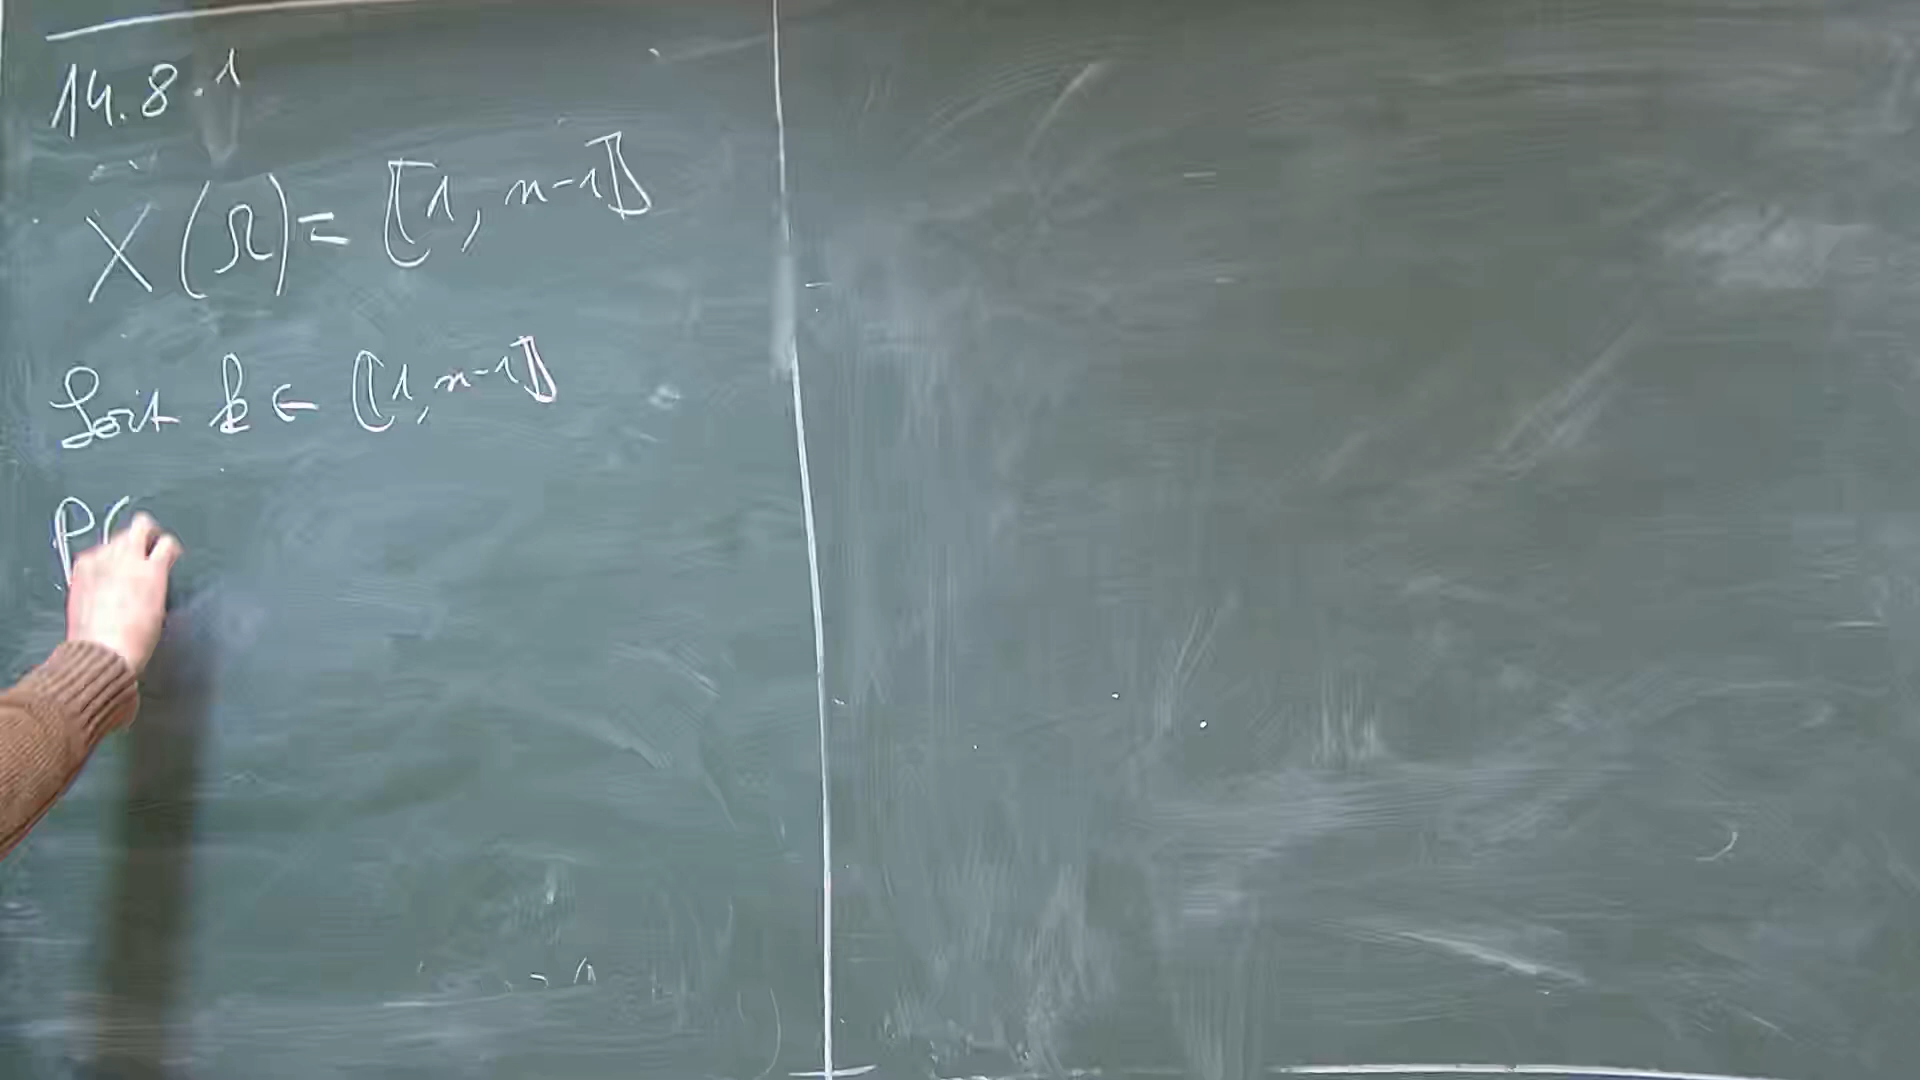 14.8.1
X(Ω) = ⟦1, n-1⟧
Soit k ∈ ⟦1, n-1⟧
P(